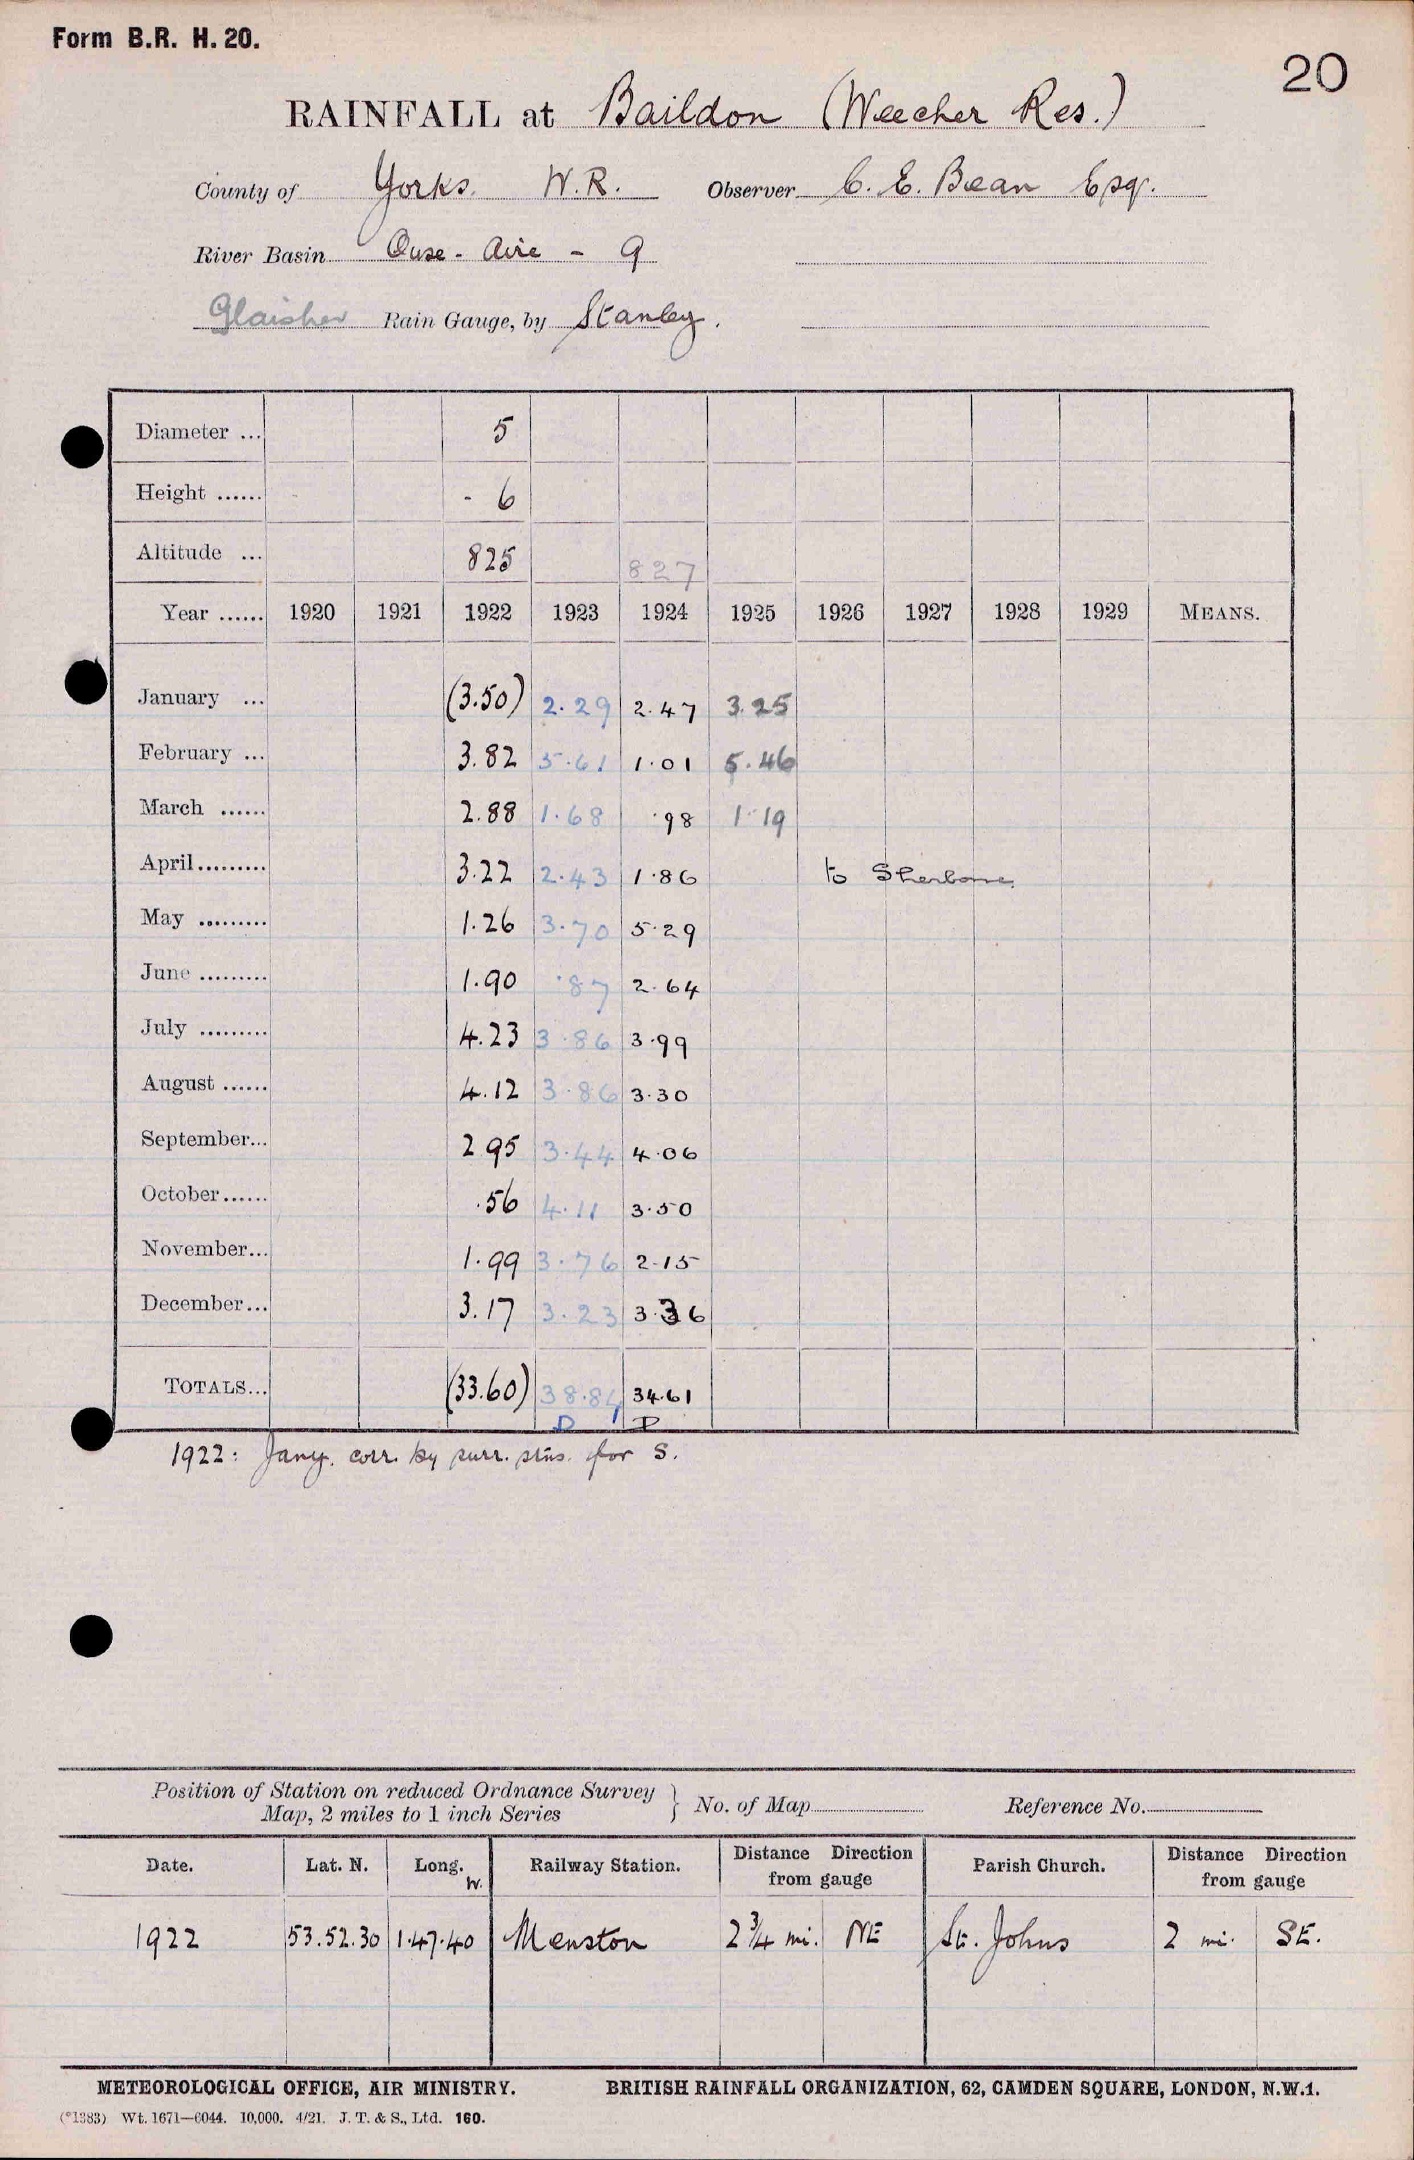 Form B.R. H. 20.
20
RAINFALL at Baildon (Weecher Res.)
County of Yorks. W.R. Observer C. E. Bean Esq.
River Basin Ouse - Aire - 9
Glaisher Rain Gauge, by Stanley.
Diameter ... 5
Height ...... - 6
Altitude ... 825 827
Year ...... 1920 1921 1922 1923 1924 1925 1926 1927 1928 1929 MEANS.
January ... (3.50) 2.29 2.47 3.25
February ... 3.82 5.61 1.01 5.46
March ...... 2.88 1.68 .98 1.19
April ......... 3.22 2.43 1.86 to Sherborne
May ......... 1.26 3.70 5.29
June ......... 1.90 .87 2.64
July ......... 4.23 3.86 3.99
August ...... 4.12 3.86 3.30
September... 2.95 3.44 4.06
October...... .56 4.11 3.50
November... 1.99 3.76 2.15
December... 3.17 3.23 3.36
TOTALS... (33.60) 38.84 34.61
D D
1922: Jany. corr. by surr. stns. for S.
Position of Station on reduced Ordnance Survey
Map, 2 miles to 1 inch Series } No. of Map Reference No.
Date. Lat. N. Long. W. Railway Station. Distance Direction from gauge Parish Church. Distance Direction from gauge
1922 53.52.30 1.47.40 Menston 2 3/4 mi. NE St. Johns 2 mi. SE.
METEOROLOGICAL OFFICE, AIR MINISTRY. BRITISH RAINFALL ORGANIZATION, 62, CAMDEN SQUARE, LONDON, N.W.1.
(*1383) Wt. 1671—6044. 10,000. 4/21. J. T. & S., Ltd. 160.